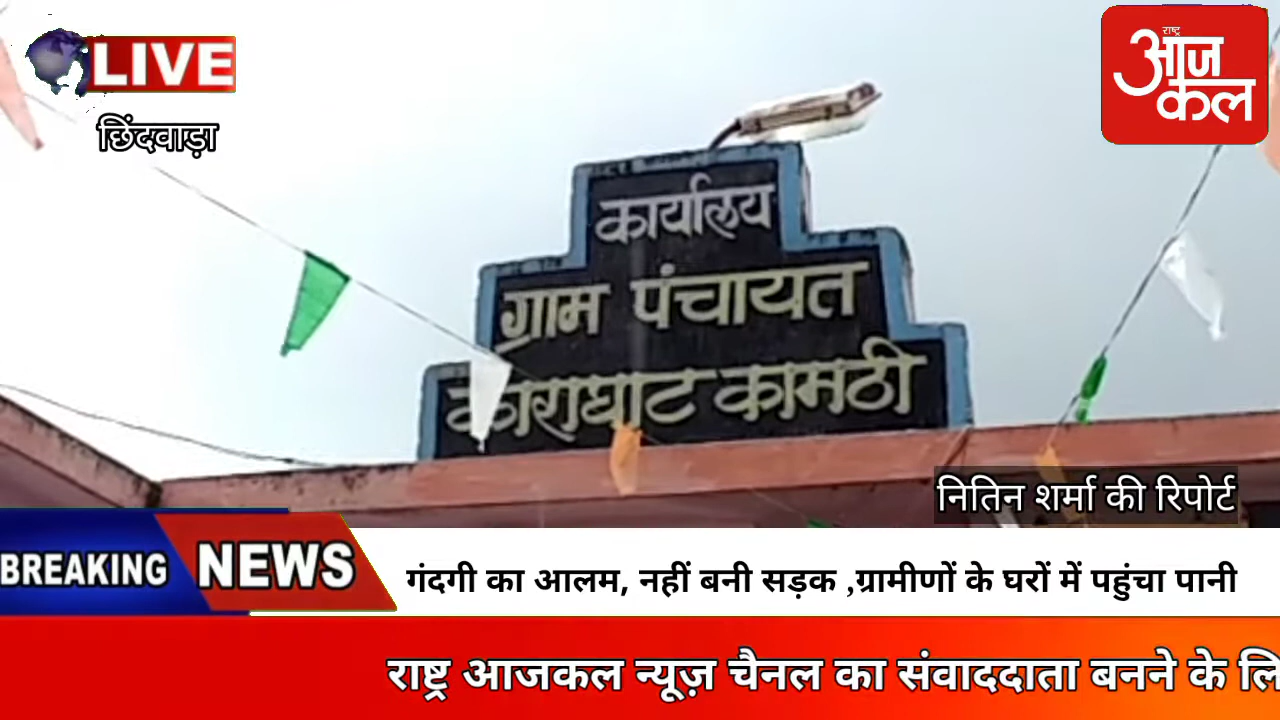 LIVE
छिंदवाड़ा
राष्ट्र
आज
कल
कार्यालय
ग्राम पंचायत
काराघाट कामठी
नितिन शर्मा की रिपोर्ट
BREAKING NEWS
गंदगी का आलम, नहीं बनी सड़क ,ग्रामीणों के घरों में पहुंचा पानी
राष्ट्र आजकल न्यूज़ चैनल का संवाददाता बनने के लि